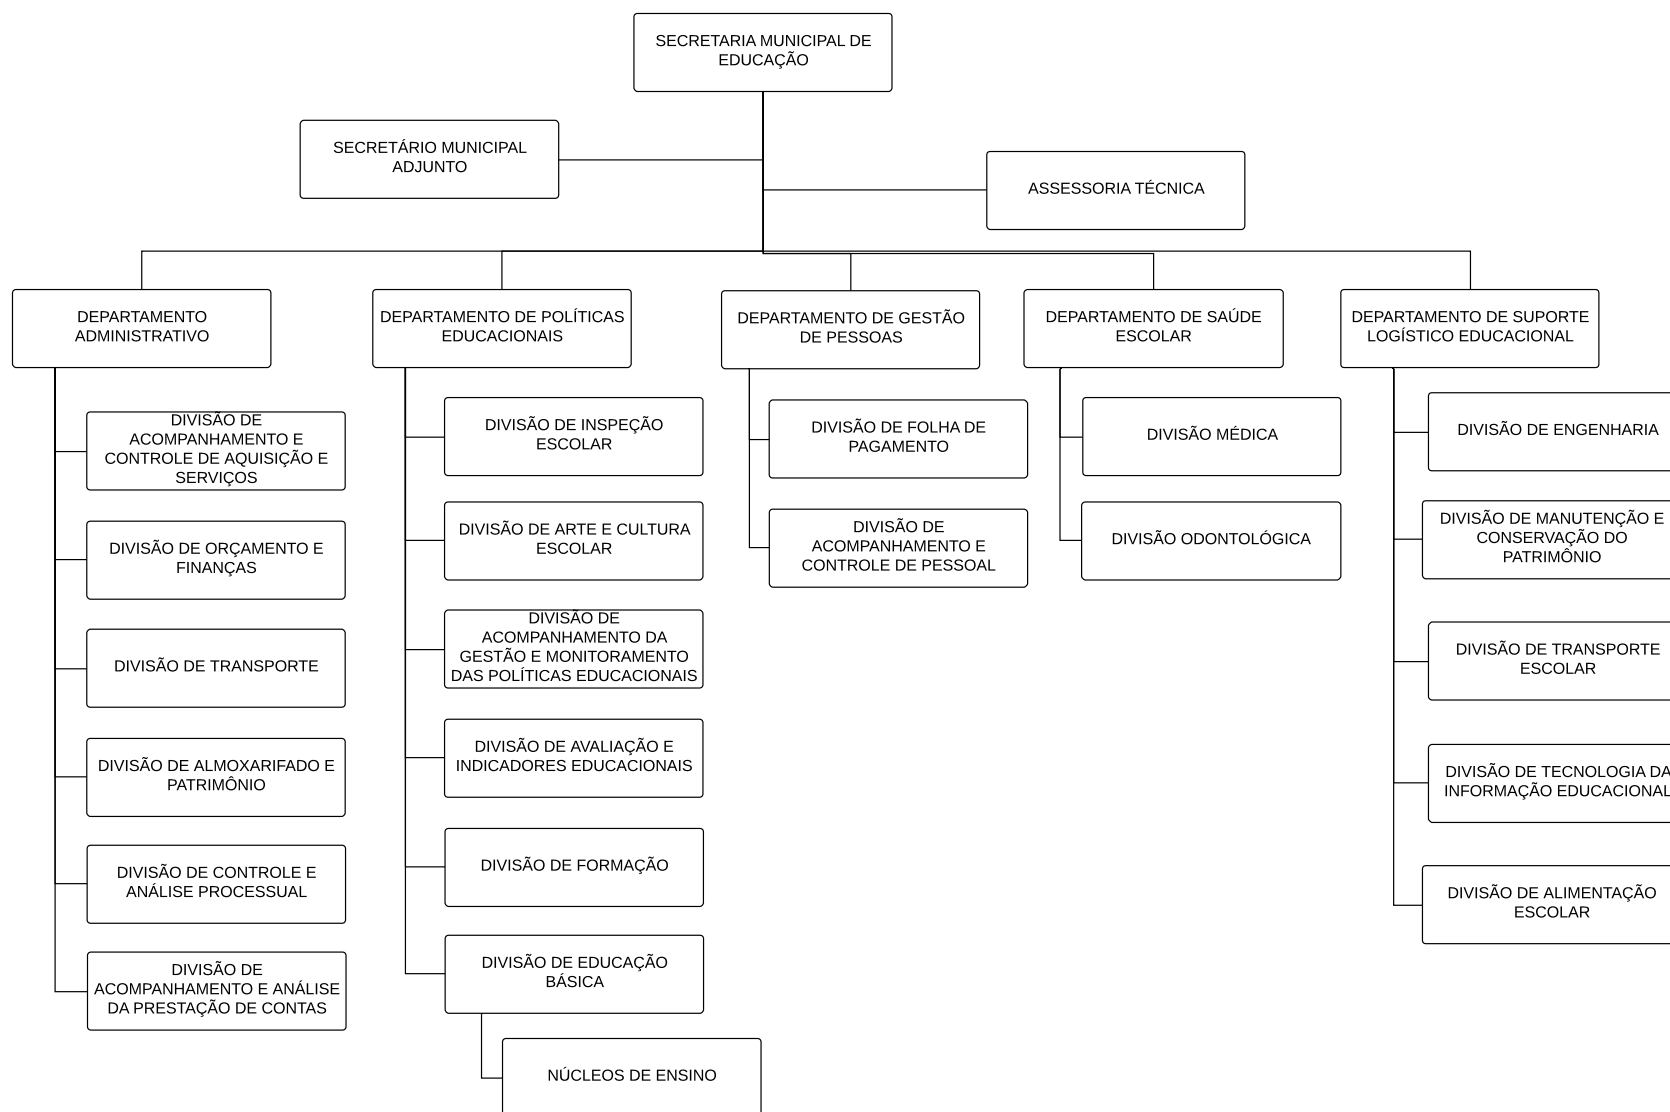 SECRETARIA MUNICIPAL DE
EDUCAÇÃO
SECRETÁRIO MUNICIPAL
ADJUNTO
ASSESSORIA TÉCNICA
DEPARTAMENTO
ADMINISTRATIVO
DIVISÃO DE
ACOMPANHAMENTO E
CONTROLE DE AQUISIÇÃO E
SERVIÇOS
DIVISÃO DE ORÇAMENTO E
FINANÇAS
DIVISÃO DE TRANSPORTE
DIVISÃO DE ALMOXARIFADO E
PATRIMÔNIO
DIVISÃO DE CONTROLE E
ANÁLISE PROCESSUAL
DIVISÃO DE
ACOMPANHAMENTO E ANÁLISE
DA PRESTAÇÃO DE CONTAS
DEPARTAMENTO DE POLÍTICAS
EDUCACIONAIS
DIVISÃO DE INSPEÇÃO
ESCOLAR
DIVISÃO DE ARTE E CULTURA
ESCOLAR
DIVISÃO DE
ACOMPANHAMENTO DA
GESTÃO E MONITORAMENTO
DAS POLÍTICAS EDUCACIONAIS
DIVISÃO DE AVALIAÇÃO E
INDICADORES EDUCACIONAIS
DIVISÃO DE FORMAÇÃO
DIVISÃO DE EDUCAÇÃO
BÁSICA
NÚCLEOS DE ENSINO
DEPARTAMENTO DE GESTÃO
DE PESSOAS
DIVISÃO DE FOLHA DE
PAGAMENTO
DIVISÃO DE
ACOMPANHAMENTO E
CONTROLE DE PESSOAL
DEPARTAMENTO DE SAÚDE
ESCOLAR
DIVISÃO MÉDICA
DIVISÃO ODONTOLÓGICA
DEPARTAMENTO DE SUPORTE
LOGÍSTICO EDUCACIONAL
DIVISÃO DE ENGENHARIA
DIVISÃO DE MANUTENÇÃO E
CONSERVAÇÃO DO
PATRIMÔNIO
DIVISÃO DE TRANSPORTE
ESCOLAR
DIVISÃO DE TECNOLOGIA DA
INFORMAÇÃO EDUCACIONAL
DIVISÃO DE ALIMENTAÇÃO
ESCOLAR